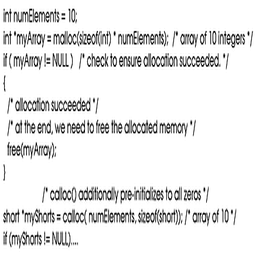 int numElements = 10;
int *myArray = malloc(sizeof(int) * numElements); /* array of 10 integers */
if ( myArray != NULL ) /* check to ensure allocation succeeded. */
{
/* allocation succeeded */
/* at the end, we need to free the allocated memory */
free(myArray);
}
/* calloc() additionally pre-initializes to all zeros */
short *myShorts = calloc( numElements, sizeof(short)); /* array of 10 */
if (myShorts != NULL)....